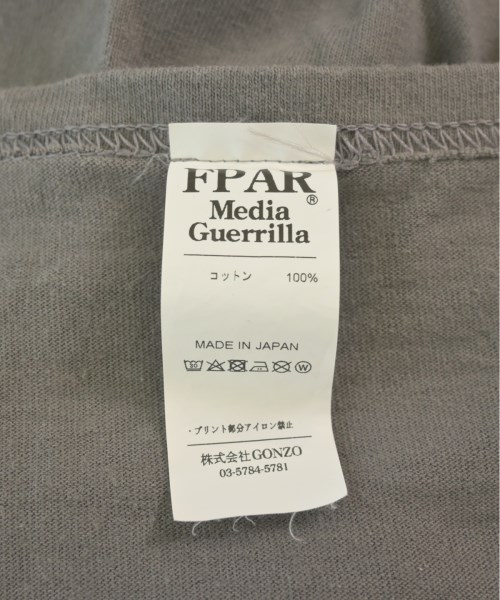 FPAR®
Media
Guerrilla
コットン 100%
MADE IN JAPAN
・プリント部分アイロン禁止
株式会社GONZO
03-5784-5781